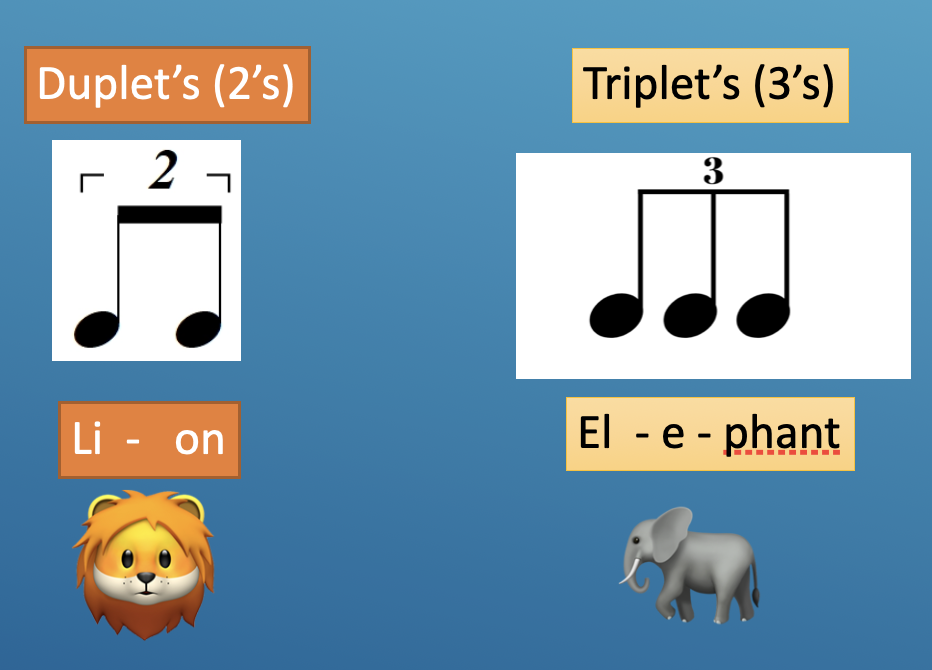 Duplet’s (2’s)
Triplet’s (3’s)
2
3
Li - on
El - e - phant